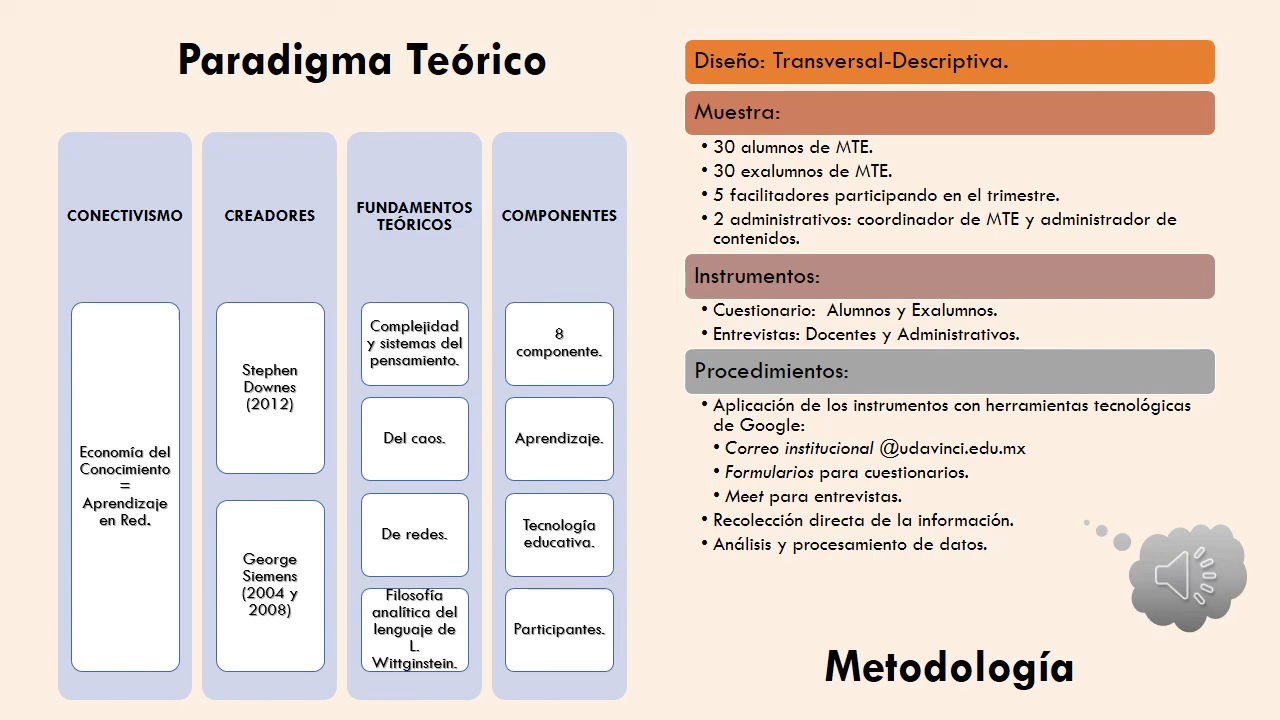 Paradigma Teórico
CONECTIVISMO
Economía del
Conocimiento
=
Aprendizaje
en Red.
CREADORES
Stephen
Downes
(2012)
George
Siemens
(2004 y
2008)
FUNDAMENTOS
TEÓRICOS
Complejidad
y sistemas del
pensamiento.
Del caos.
De redes.
Filosofía
analítica del
lenguaje de
L.
Wittginstein.
COMPONENTES
8
componente.
Aprendizaje.
Tecnología
educativa.
Participantes.
Diseño: Transversal-Descriptiva.
Muestra:
• 30 alumnos de MTE.
• 30 exalumnos de MTE.
• 5 facilitadores participando en el trimestre.
• 2 administrativos: coordinador de MTE y administrador de
contenidos.
Instrumentos:
• Cuestionario:  Alumnos y Exalumnos.
• Entrevistas: Docentes y Administrativos.
Procedimientos:
• Aplicación de los instrumentos con herramientas tecnológicas
de Google:
• Correo institucional @udavinci.edu.mx
• Formularios para cuestionarios.
• Meet para entrevistas.
• Recolección directa de la información.
• Análisis y procesamiento de datos.
Metodología